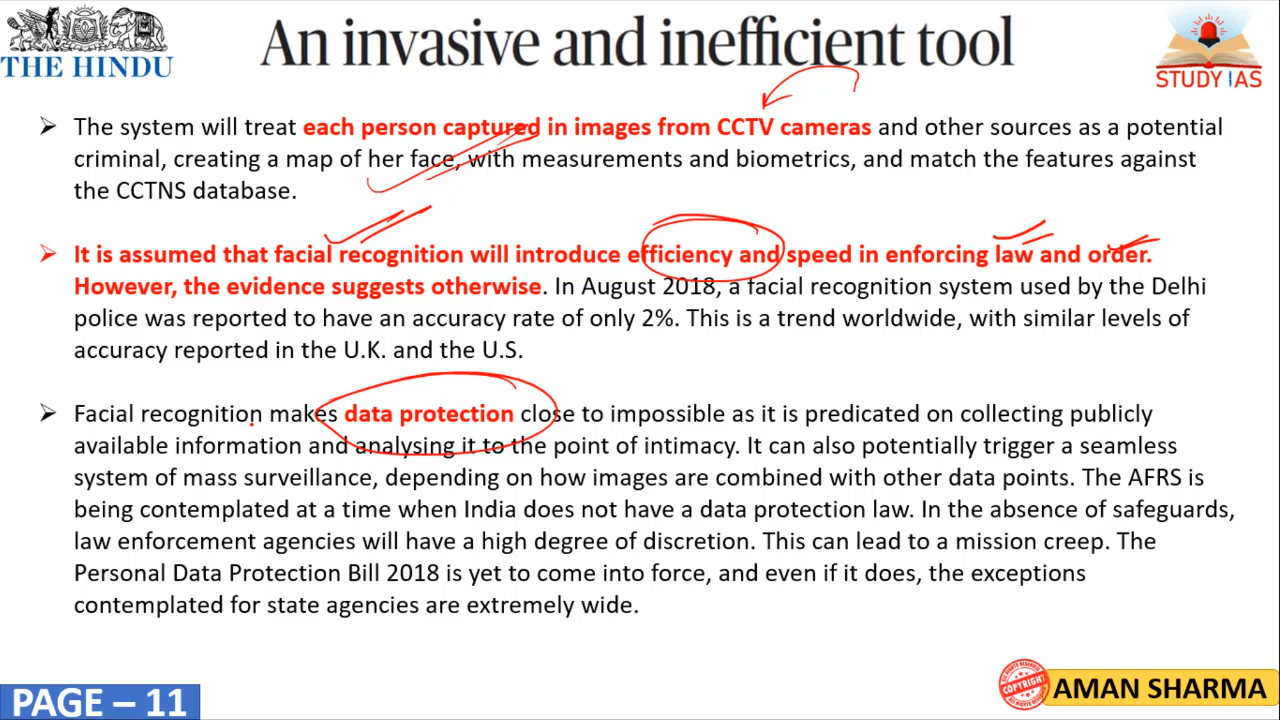 THE HINDU
An invasive and inefficient tool
STUDY IAS
➢ The system will treat each person captured in images from CCTV cameras and other sources as a potential
criminal, creating a map of her face, with measurements and biometrics, and match the features against
the CCTNS database.
➢ It is assumed that facial recognition will introduce efficiency and speed in enforcing law and order.
However, the evidence suggests otherwise. In August 2018, a facial recognition system used by the Delhi
police was reported to have an accuracy rate of only 2%. This is a trend worldwide, with similar levels of
accuracy reported in the U.K. and the U.S.
➢ Facial recognition makes data protection close to impossible as it is predicated on collecting publicly
available information and analysing it to the point of intimacy. It can also potentially trigger a seamless
system of mass surveillance, depending on how images are combined with other data points. The AFRS is
being contemplated at a time when India does not have a data protection law. In the absence of safeguards,
law enforcement agencies will have a high degree of discretion. This can lead to a mission creep. The
Personal Data Protection Bill 2018 is yet to come into force, and even if it does, the exceptions
contemplated for state agencies are extremely wide.
PAGE – 11
COPYRIGHT
AMAN SHARMA